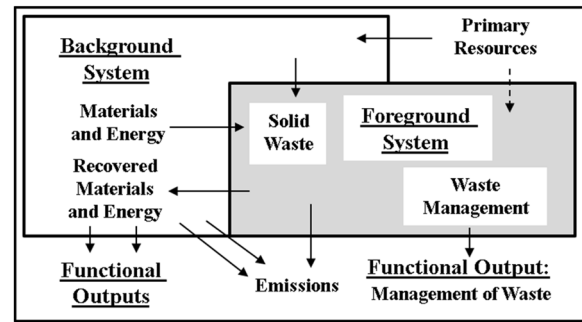 Background
System
Primary
Resources
Materials
and Energy
Solid
Waste
Foreground
System
Recovered
Materials
and Energy
Waste
Management
Functional
Outputs
Emissions
Functional Output:
Management of Waste